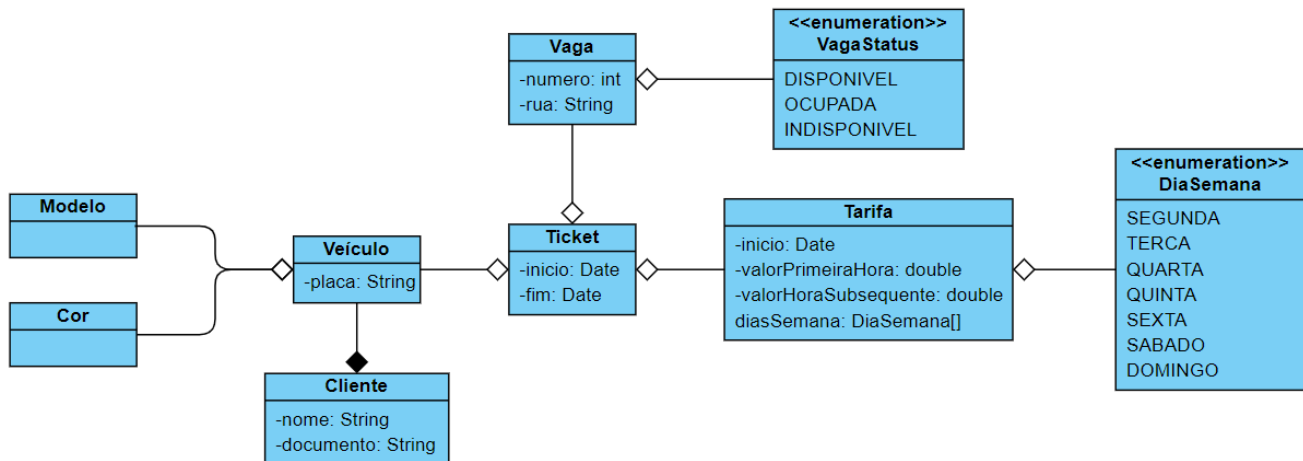 <<enumeration>>
VagaStatus
DISPONIVEL
OCUPADA
INDISPONIVEL
Vaga
-numero: int
-rua: String
<<enumeration>>
DiaSemana
SEGUNDA
TERCA
QUARTA
QUINTA
SEXTA
SABADO
DOMINGO
Modelo
Cor
Veículo
-placa: String
Ticket
-inicio: Date
-fim: Date
Tarifa
-inicio: Date
-valorPrimeiraHora: double
-valorHoraSubsequente: double
diasSemana: DiaSemana[]
Cliente
-nome: String
-documento: String